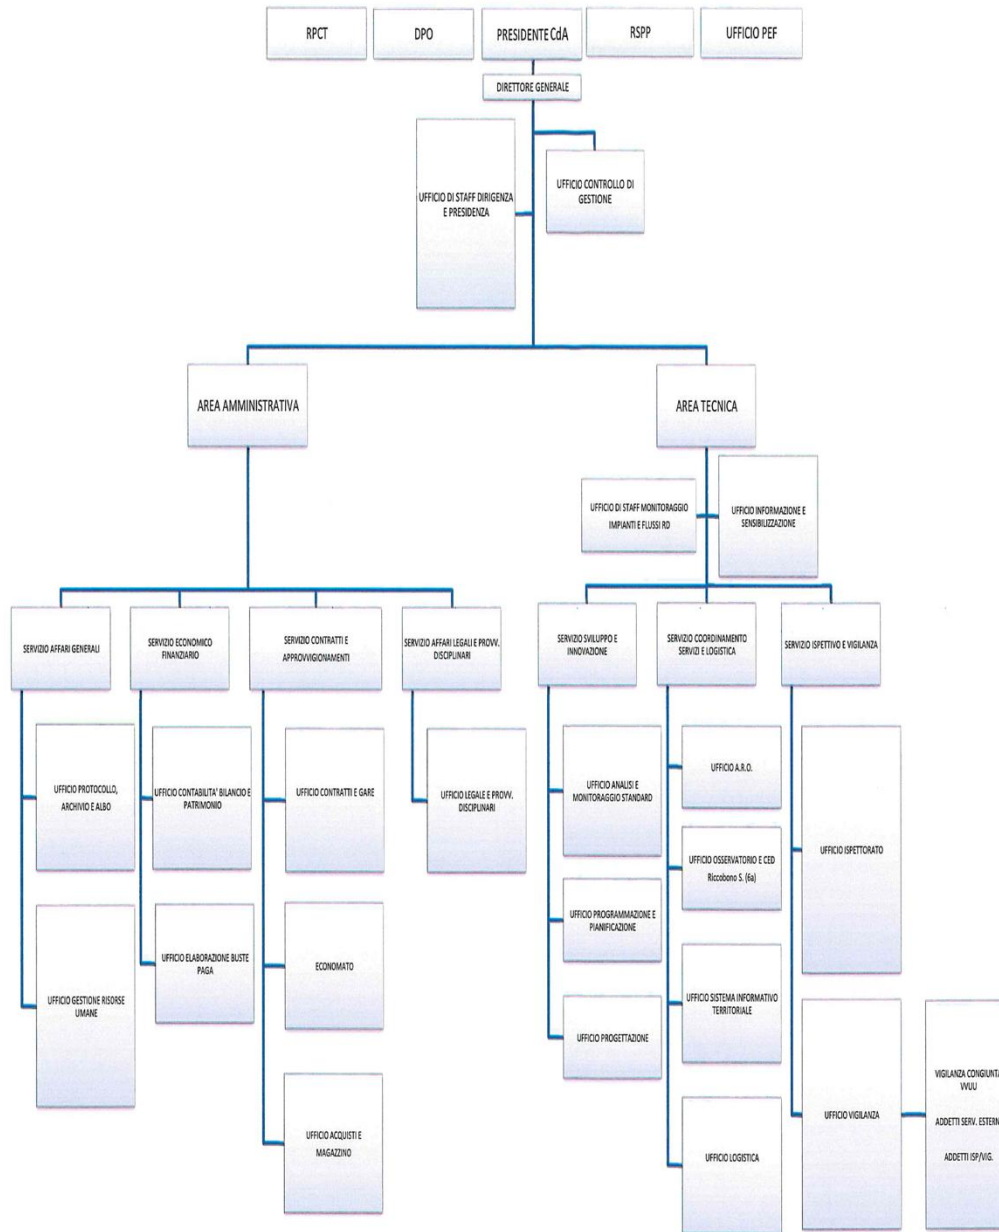 RPCT
DPO
PRESIDENTE CdA
RSPP
UFFICIO PEF
DIRETTORE GENERALE
UFFICIO DI STAFF DIRIGENZA
E PRESIDENZA
UFFICIO CONTROLLO DI
GESTIONE
AREA AMMINISTRATIVA
AREA TECNICA
UFFICIO DI STAFF MONITORAGGIO
IMPIANTI E FLUSSI RD
UFFICIO INFORMAZIONE E
SENSIBILIZZAZIONE
SERVIZIO AFFARI GENERALI
SERVIZIO ECONOMICO
FINANZIARIO
SERVIZIO CONTRATTI E
APPROVVIGIONAMENTI
SERVIZIO AFFARI LEGALI E PROVV.
DISCIPLINARI
SERVIZIO SVILUPPO E
INNOVAZIONE
SERVIZIO COORDINAMENTO
SERVIZI E LOGISTICA
SERVIZIO ISPETTIVO E VIGILANZA
UFFICIO PROTOCOLLO,
ARCHIVIO E ALBO
UFFICIO CONTABILITA' BILANCIO E
PATRIMONIO
UFFICIO CONTRATTI E GARE
UFFICIO LEGALE E PROVV.
DISCIPLINARI
UFFICIO ANALISI E
MONITORAGGIO STANDARD
UFFICIO A.R.O.
UFFICIO ISPETTORATO
UFFICIO OSSERVATORIO E CED
Riccobono S. (6a)
UFFICIO PROGRAMMAZIONE E
PIANIFICAZIONE
UFFICIO GESTIONE RISORSE
UMANE
UFFICIO ELABORAZIONE BUSTE
PAGA
ECONOMATO
UFFICIO PROGETTAZIONE
UFFICIO SISTEMA INFORMATIVO
TERRITORIALE
UFFICIO ACQUISTI E
MAGAZZINO
UFFICIO LOGISTICA
UFFICIO VIGILANZA
VIGILANZA CONGIUNTA
VVUU
ADDETTI SERV. ESTERN
ADDETTI ISP/VIG.